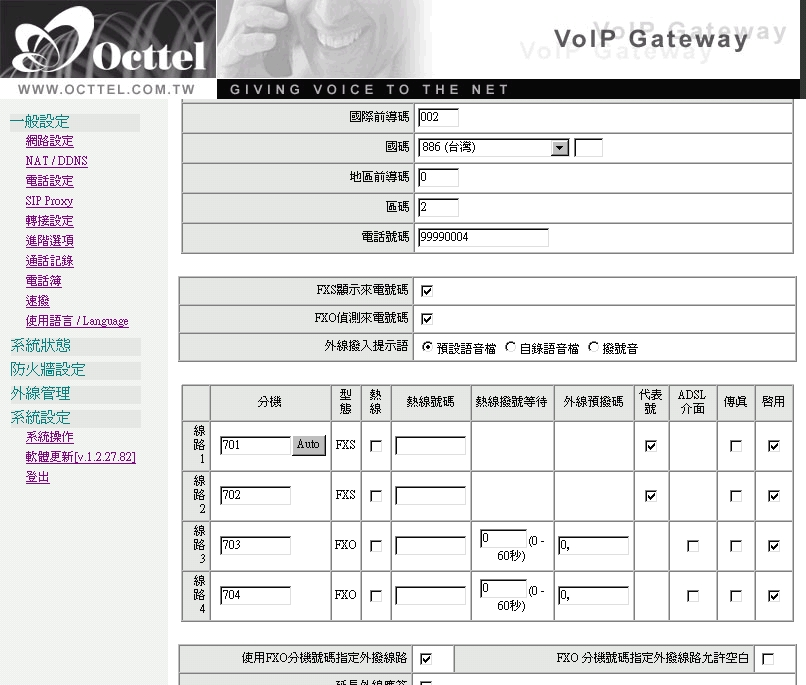 Octtel
WWW.OCTTEL.COM.TW
VoIP Gateway
VoIP Gateway
VoIP Gateway
GIVING VOICE TO THE NET
一般設定
網路設定
NAT / DDNS
電話設定
SIP Proxy
轉接設定
進階選項
通話記錄
電話簿
速撥
使用語言 / Language
系統狀態
防火牆設定
外線管理
系統設定
系統操作
軟體更新[v.1.2.27.82]
登出
國際前導碼 002
國碼 886 (台灣)
地區前導碼 0
區碼 2
電話號碼 99990004
FXS顯示來電號碼
FXO偵測來電號碼
外線撥入提示語 預設語音檔 自錄語音檔 撥號音
分機 型態 熱線 熱線號碼 熱線撥號等待 外線預撥碼 代表號 ADSL介面 傳真 啓用
線路1 701 Auto FXS
線路2 702 FXS
線路3 703 FXO 0 (0 - 60秒) 0,
線路4 704 FXO 0 (0 - 60秒) 0,
使用FXO分機號碼指定外撥線路 FXO 分機號碼指定外撥線路允許空白